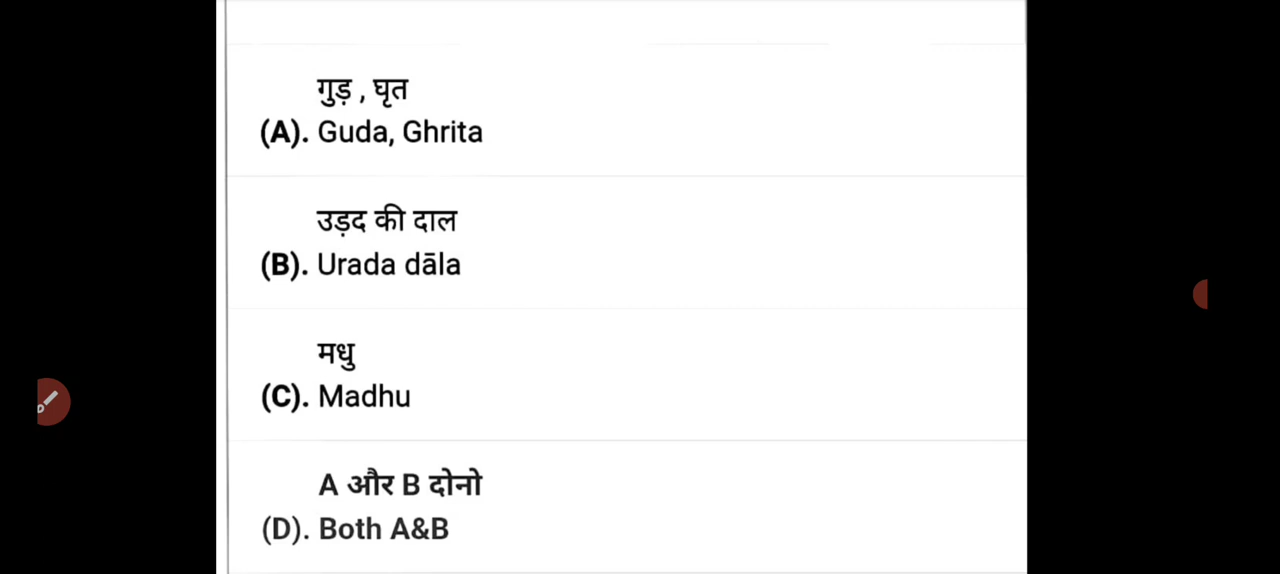 गुड़ , घृत
(A). Guda, Ghrita
उड़द की दाल
(B). Urada dāla
मधु
(C). Madhu
A और B दोनो
(D). Both A&B